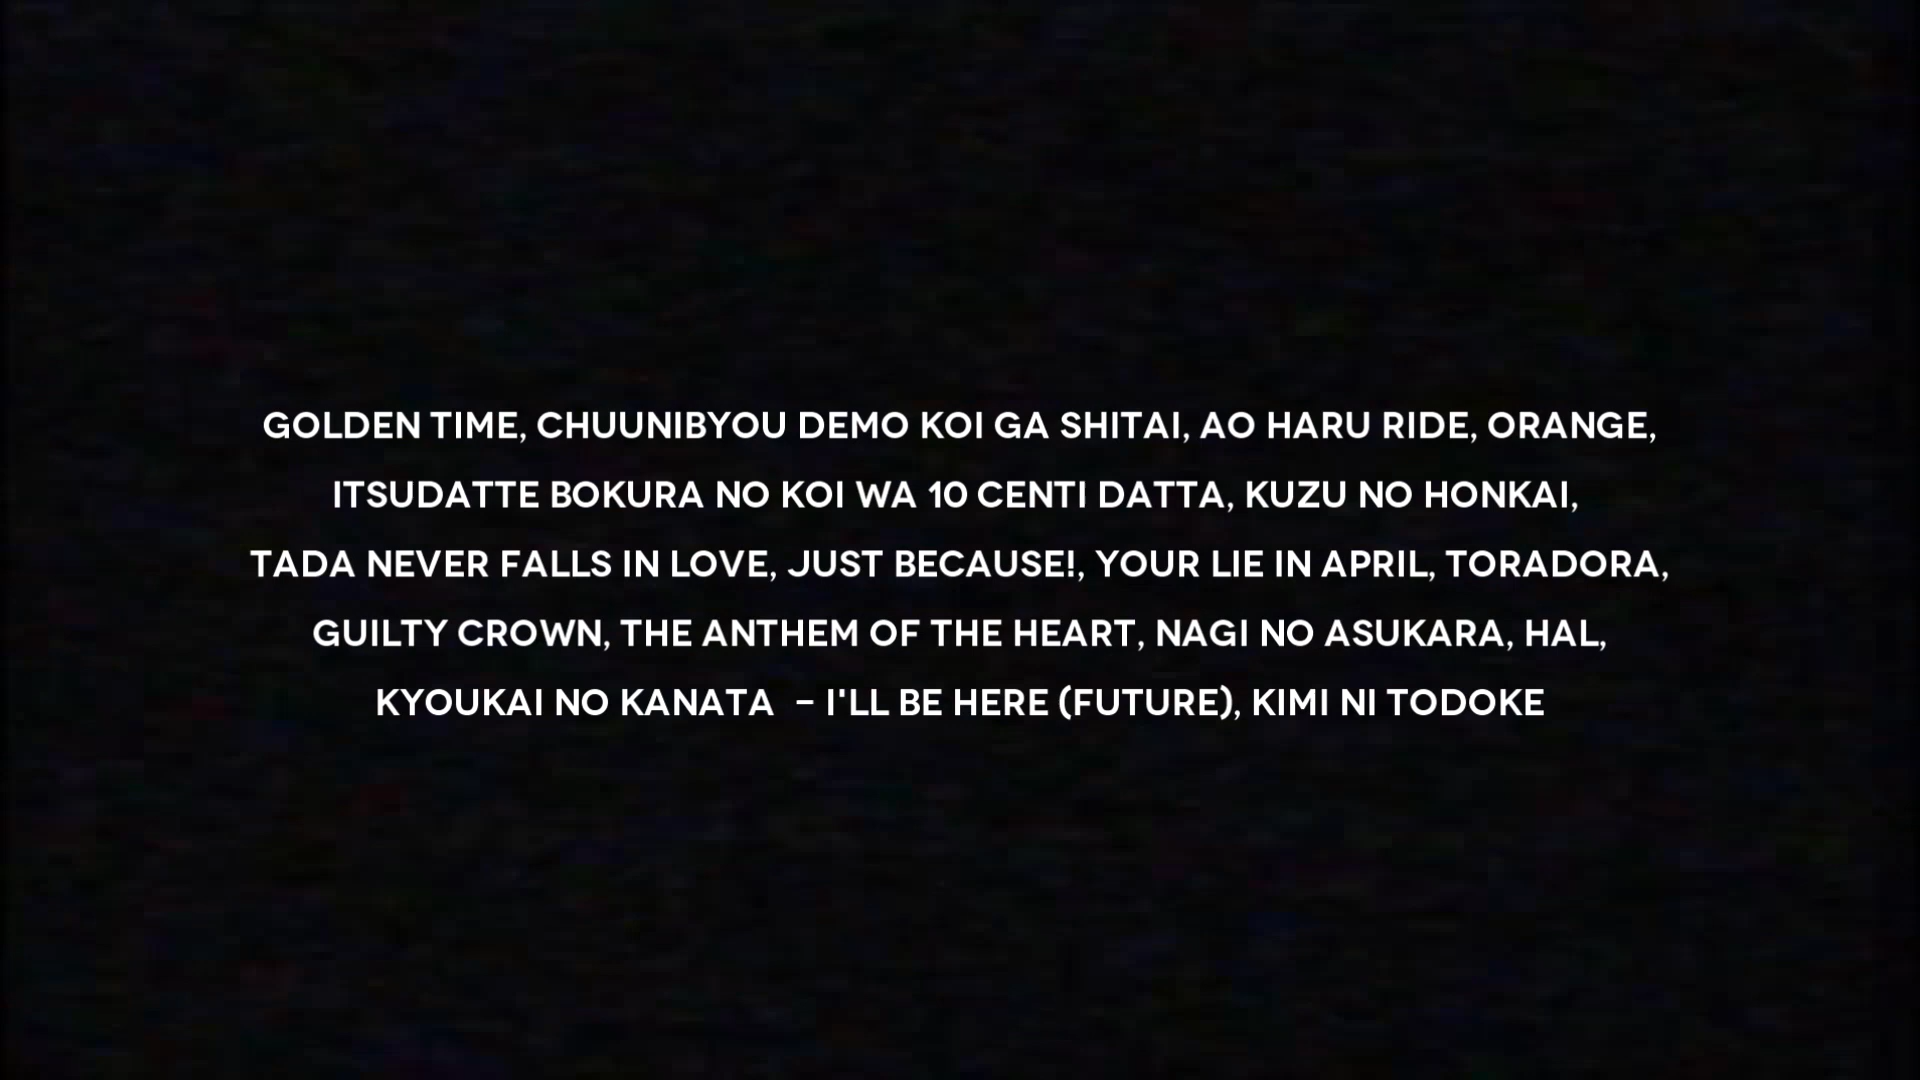 GOLDEN TIME, CHUUNIBYOU DEMO KOI GA SHITAI, AO HARU RIDE, ORANGE,
ITSUDATTE BOKURA NO KOI WA 10 CENTI DATTA, KUZU NO HONKAI,
TADA NEVER FALLS IN LOVE, JUST BECAUSE!, YOUR LIE IN APRIL, TORADORA,
GUILTY CROWN, THE ANTHEM OF THE HEART, NAGI NO ASUKARA, HAL,
KYOUKAI NO KANATA  - I'LL BE HERE (FUTURE), KIMI NI TODOKE